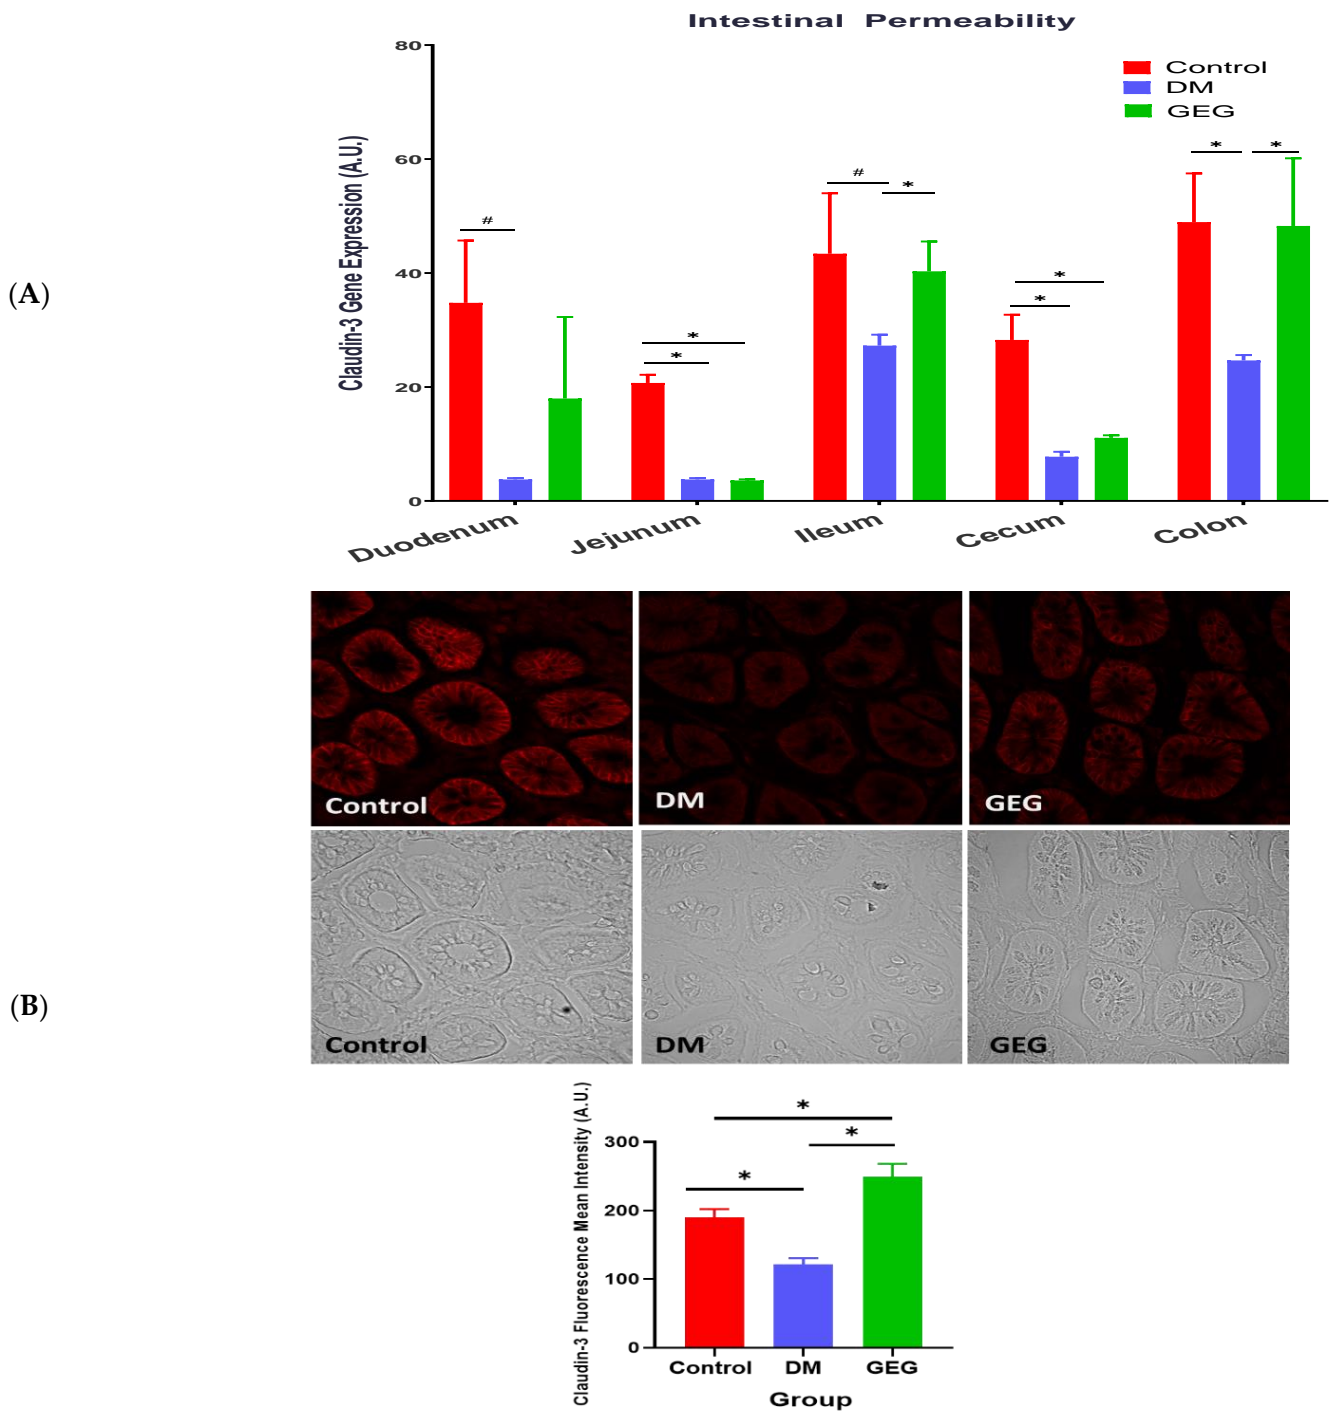 Intestinal Permeability
80
60
40
20
0
Claudin-3 Gene Expression (A.U.)
Control
DM
GEG
#
*
*
#
*
*
*
*
*
Duodenum
Jejunum
Ileum
Cecum
Colon
(A)
Control
DM
GEG
Control
DM
GEG
(B)
Claudin-3 Fluorescence Mean Intensity (A.U.)
300
200
100
0
*
*
*
Control
DM
GEG
Group